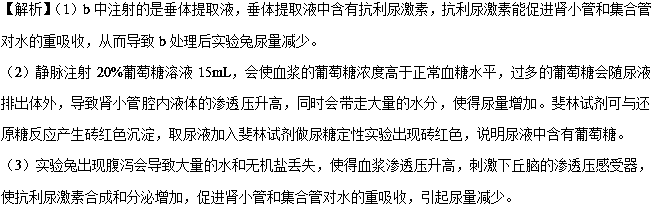 【解析】（1）b中注射的是垂体提取液，垂体提取液中含有抗利尿激素，抗利尿激素能促进肾小管和集合管
对水的重吸收，从而导致b处理后实验兔尿量减少。
（2）静脉注射20%葡萄糖溶液15mL，会使血浆的葡萄糖浓度高于正常血糖水平，过多的葡萄糖会随尿液
排出体外，导致肾小管腔内液体的渗透压升高，同时会带走大量的水分，使得尿量增加。斐林试剂可与还
原糖反应产生砖红色沉淀，取尿液加入斐林试剂做尿糖定性实验出现砖红色，说明尿液中含有葡萄糖。
（3）实验兔出现腹泻会导致大量的水和无机盐丢失，使得血浆渗透压升高，刺激下丘脑的渗透压感受器，
使抗利尿激素合成和分泌增加，促进肾小管和集合管对水的重吸收，引起尿量减少。